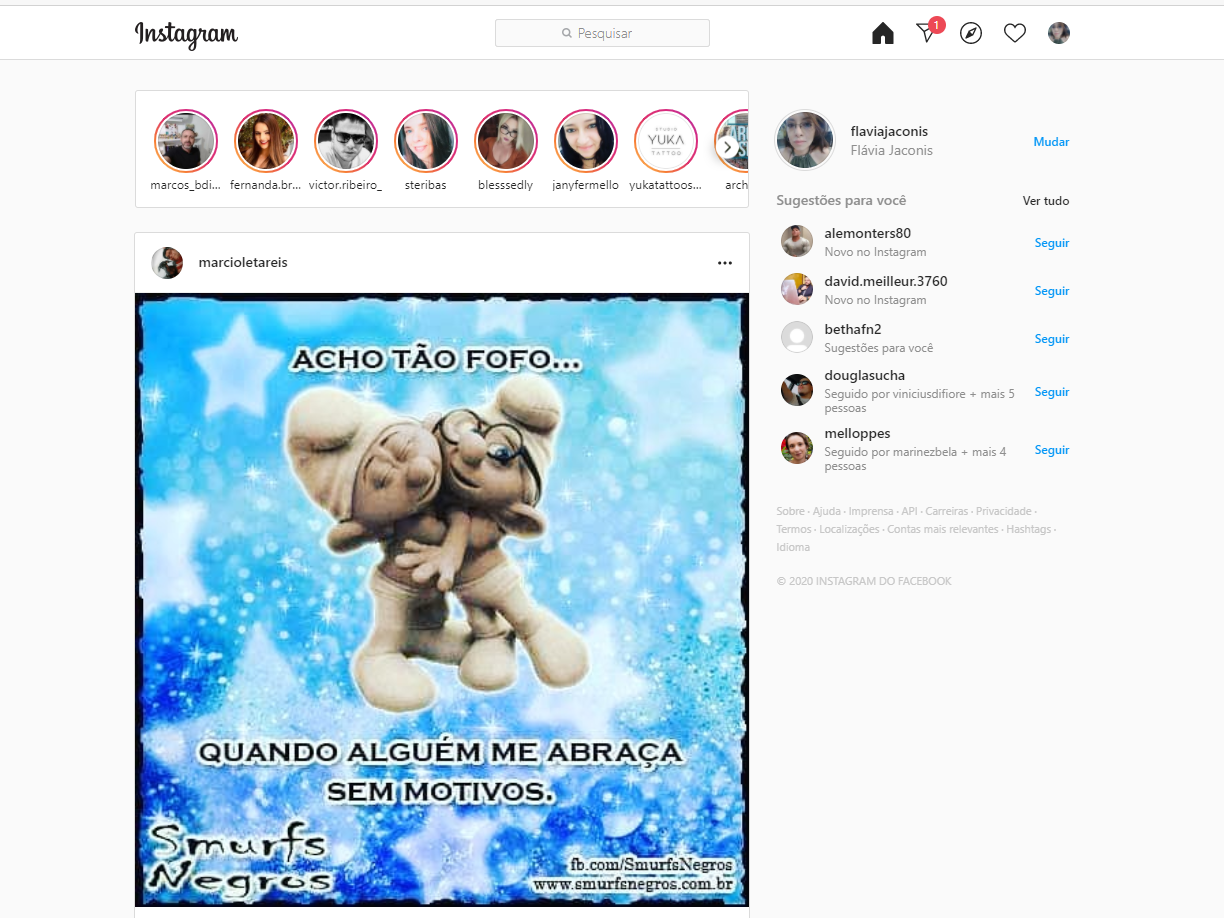 Instagram
Pesquisar
1
marcos_bdi...
fernanda.br...
victor.ribeiro_
steribas
blesssedly
janyfermello
yukatattoos...
arch
STUDIO
YUKA
TATTOO
flaviajaconis
Flávia Jaconis
Mudar
Sugestões para você
Ver tudo
alemonters80
Novo no Instagram
Seguir
david.meilleur.3760
Novo no Instagram
Seguir
bethafn2
Sugestões para você
Seguir
douglasucha
Seguido por viniciusdifiore + mais 5
pessoas
Seguir
melloppes
Seguido por marinezbela + mais 4
pessoas
Seguir
Sobre · Ajuda · Imprensa · API · Carreiras · Privacidade ·
Termos · Localizações · Contas mais relevantes · Hashtags ·
Idioma
© 2020 INSTAGRAM DO FACEBOOK
marcioletareis
ACHO TÃO FOFO...
QUANDO ALGUÉM ME ABRAÇA
SEM MOTIVOS.
Smurfs
Negros
fb.com/SmurfsNegros
www.smurfsnegros.com.br